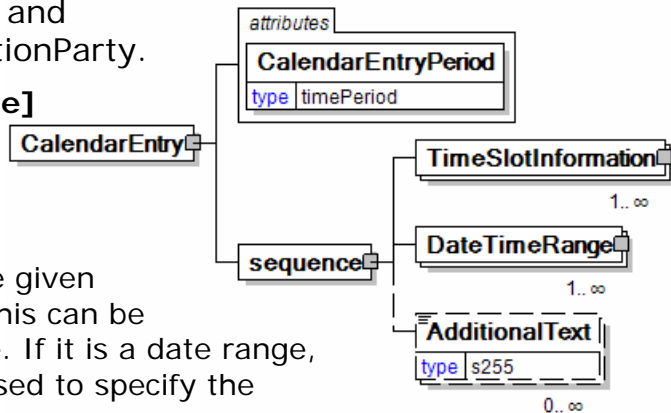 and
attributes
tionParty.
CalendarEntryPeriod
type timePeriod
e]
CalendarEntry
TimeSlotInformation
1.. ∞
DateTimeRange
sequence
e given
1.. ∞
his can be
AdditionalText
. If it is a date range,
type s255
sed to specify the
0.. ∞